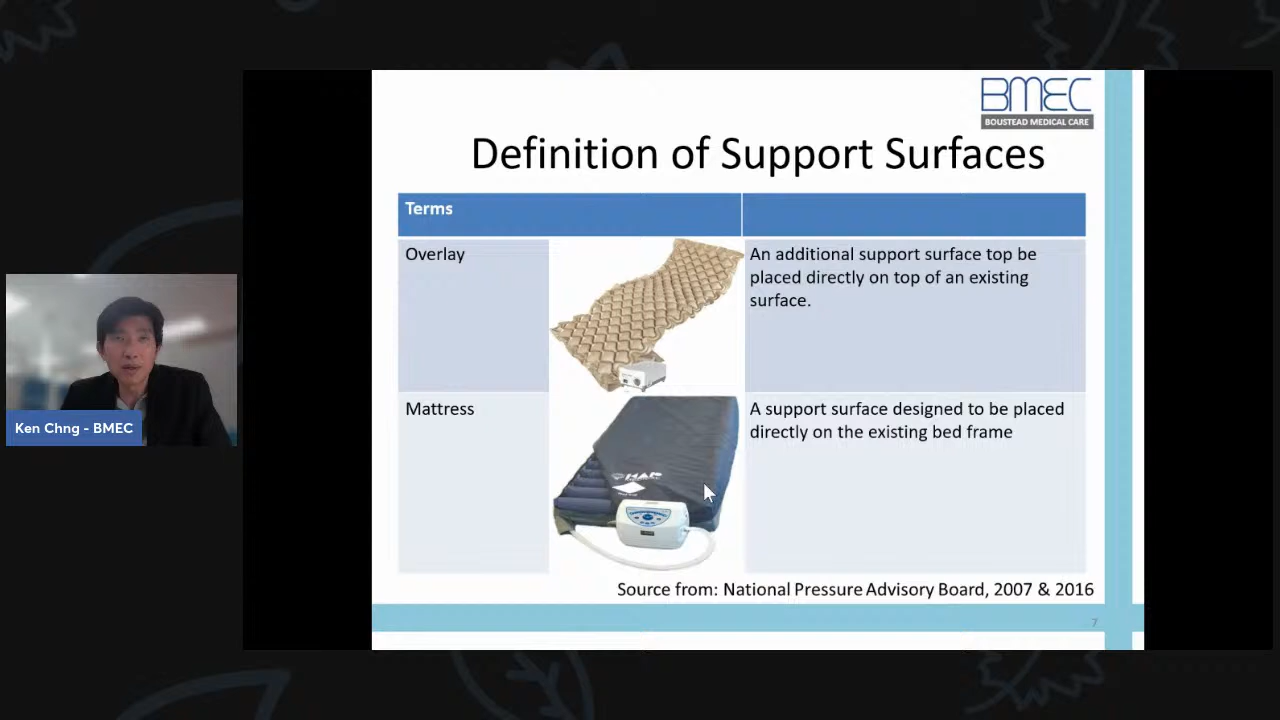 BMEC
BOUSTEAD MEDICAL CARE
Definition of Support Surfaces
Terms
Overlay
An additional support surface top be
placed directly on top of an existing
surface.
Mattress
A support surface designed to be placed
directly on the existing bed frame
Source from: National Pressure Advisory Board, 2007 & 2016
7
Ken Chng - BMEC